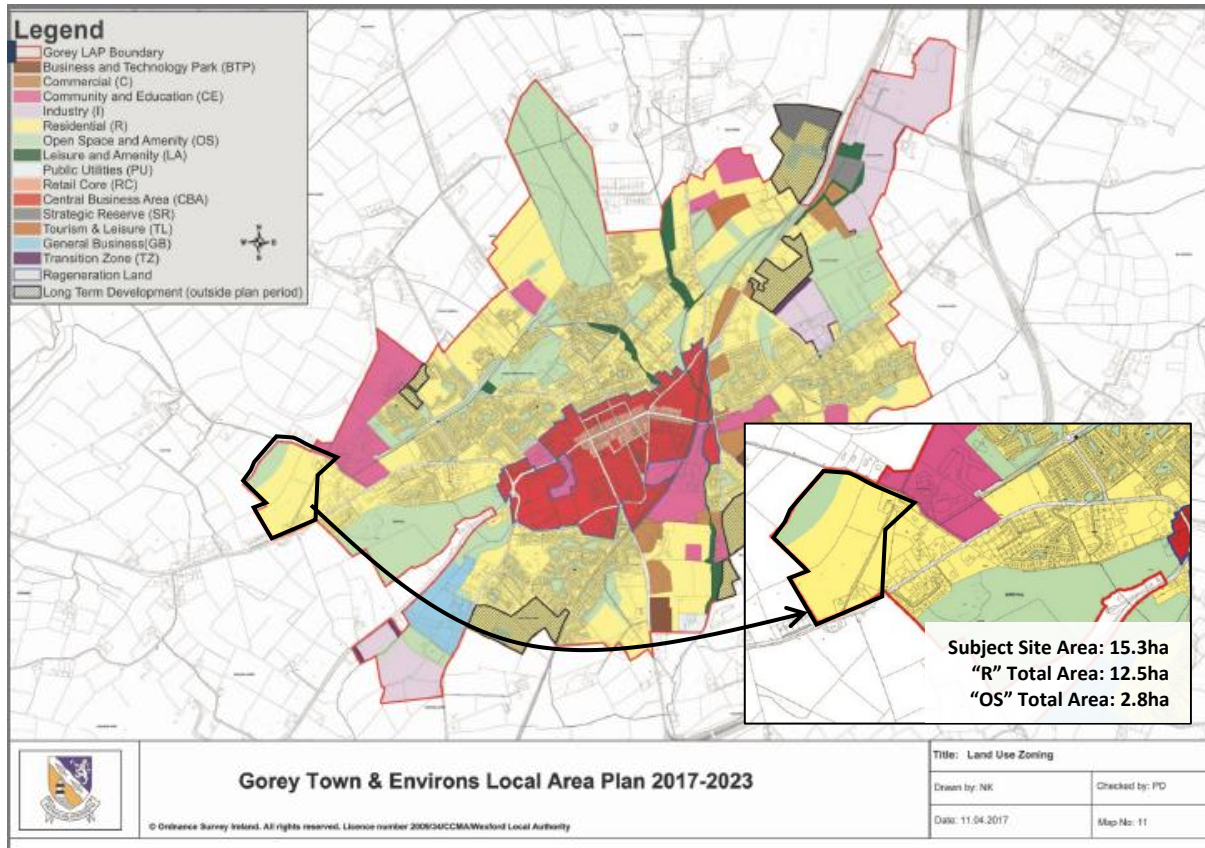 Legend
Gorey LAP Boundary
Business and Technology Park (BTP)
Commercial (C)
Community and Education (CE)
Industry (I)
Residential (R)
Open Space and Amenity (OS)
Leisure and Amenity (LA)
Public Utilities (PU)
Retail Core (RC)
Central Business Area (CBA)
Strategic Reserve (SR)
Tourism & Leisure (TL)
General Business(GB)
Transition Zone (TZ)
Regeneration Land
Long Term Development (outside plan period)
Subject Site Area: 15.3ha
“R” Total Area: 12.5ha
“OS” Total Area: 2.8ha
Gorey Town & Environs Local Area Plan 2017-2023
© Ordnance Survey Ireland. All rights reserved. Licence number 2009/34/CCMA/Wexford Local Authority
Title: Land Use Zoning
Drawn by: NK
Checked by: PD
Date: 11.04.2017
Map No: 11